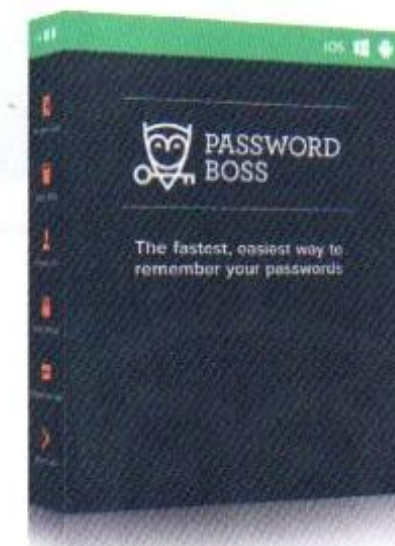 iOS
PASSWORD
BOSS
The fastest, easiest way to
remember your passwords